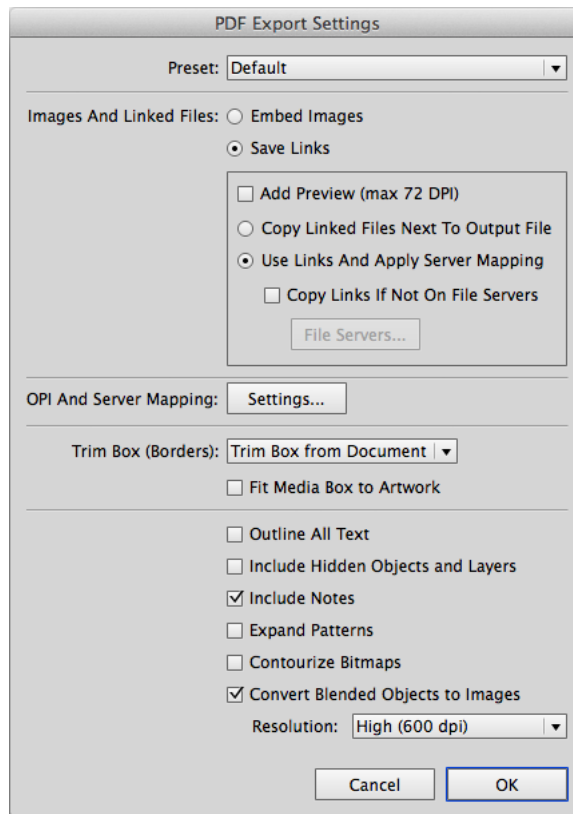 PDF Export Settings
Preset: Default
Images And Linked Files: Embed Images
Save Links
Add Preview (max 72 DPI)
Copy Linked Files Next To Output File
Use Links And Apply Server Mapping
Copy Links If Not On File Servers
File Servers...
OPI And Server Mapping: Settings...
Trim Box (Borders): Trim Box from Document
Fit Media Box to Artwork
Outline All Text
Include Hidden Objects and Layers
Include Notes
Expand Patterns
Contourize Bitmaps
Convert Blended Objects to Images
Resolution: High (600 dpi)
Cancel OK